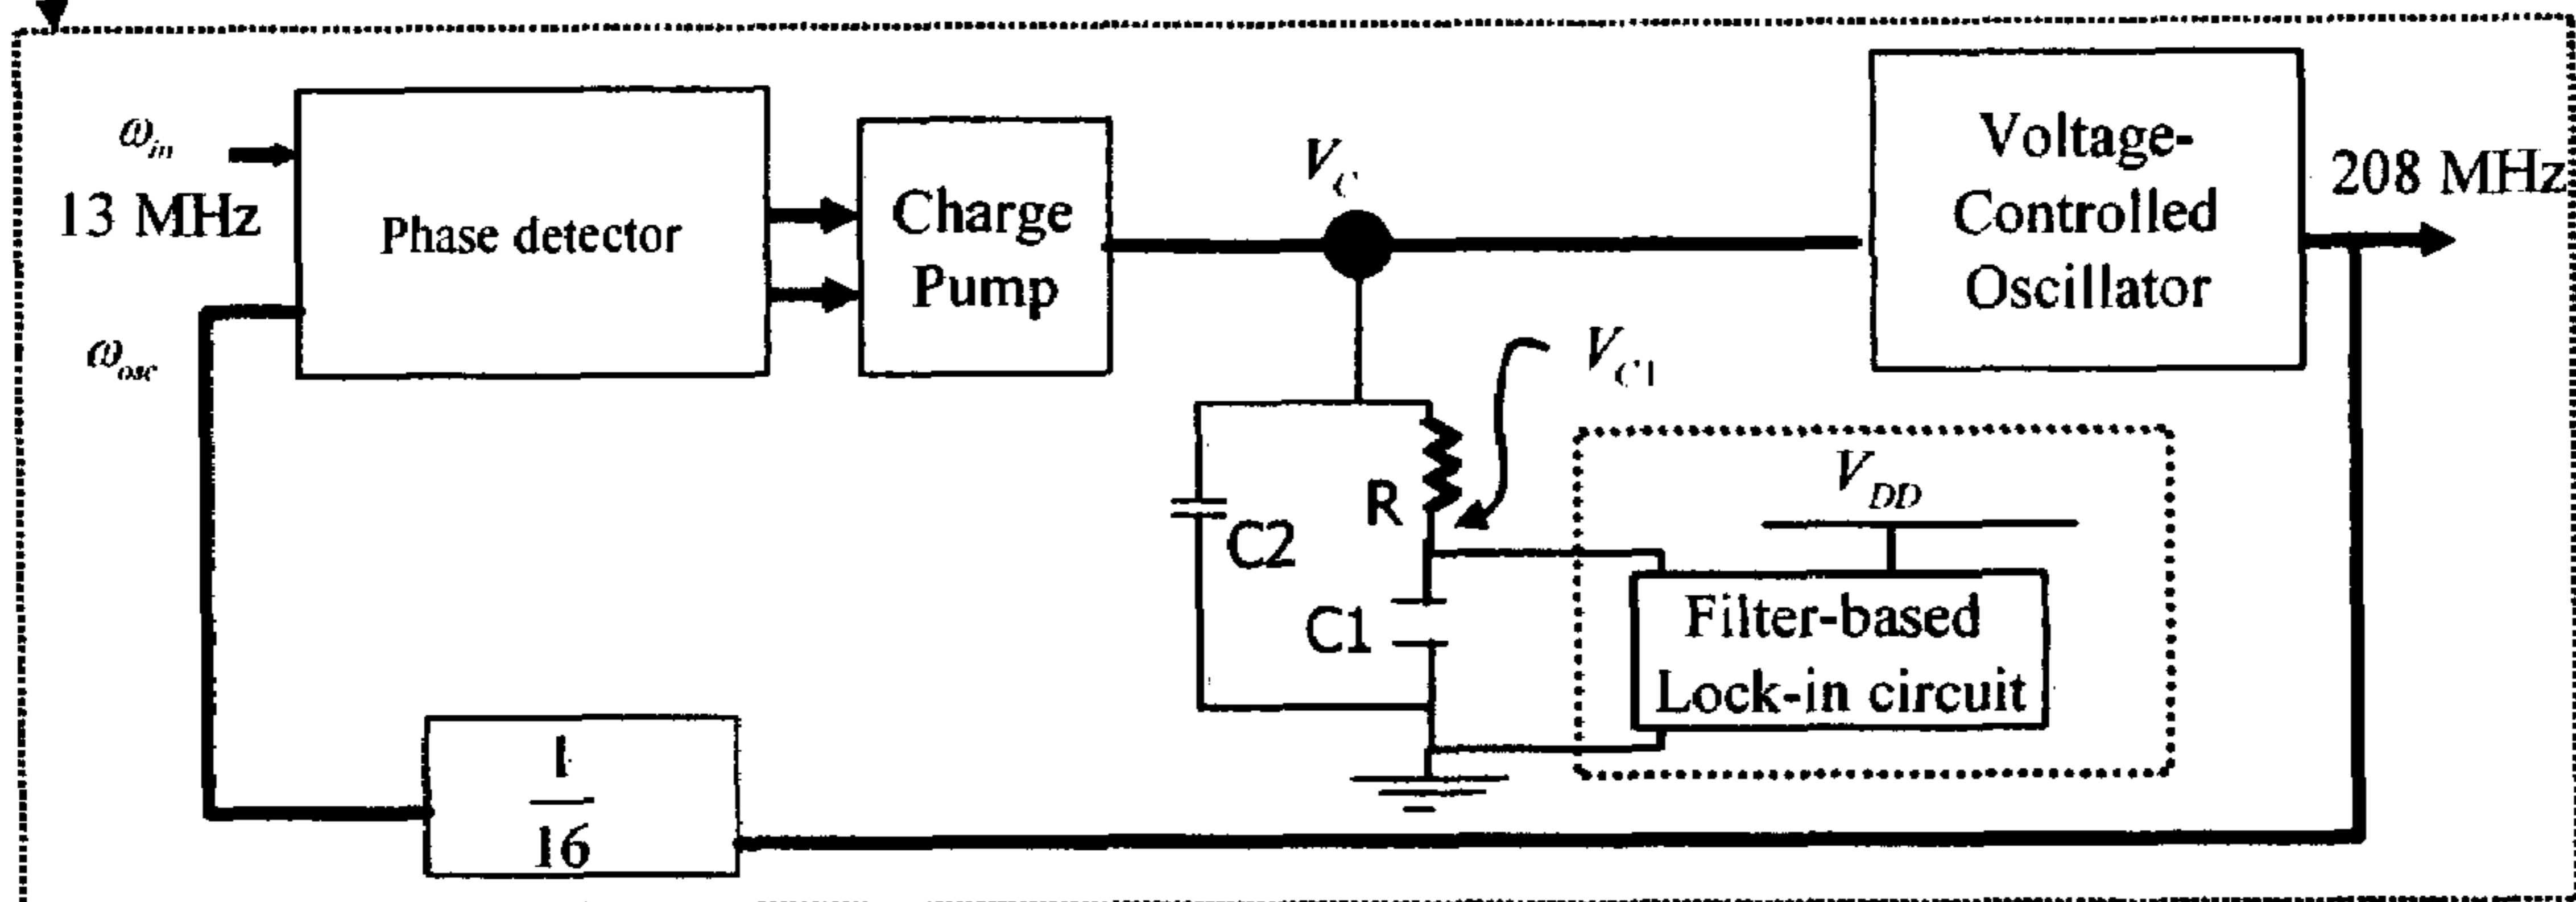 ω_in
13 MHz
ω_osc
Phase detector
Charge
Pump
V_C
Voltage-
Controlled
Oscillator
208 MHz
V_C1
R
C2
C1
V_DD
Filter-based
Lock-in circuit
1
16